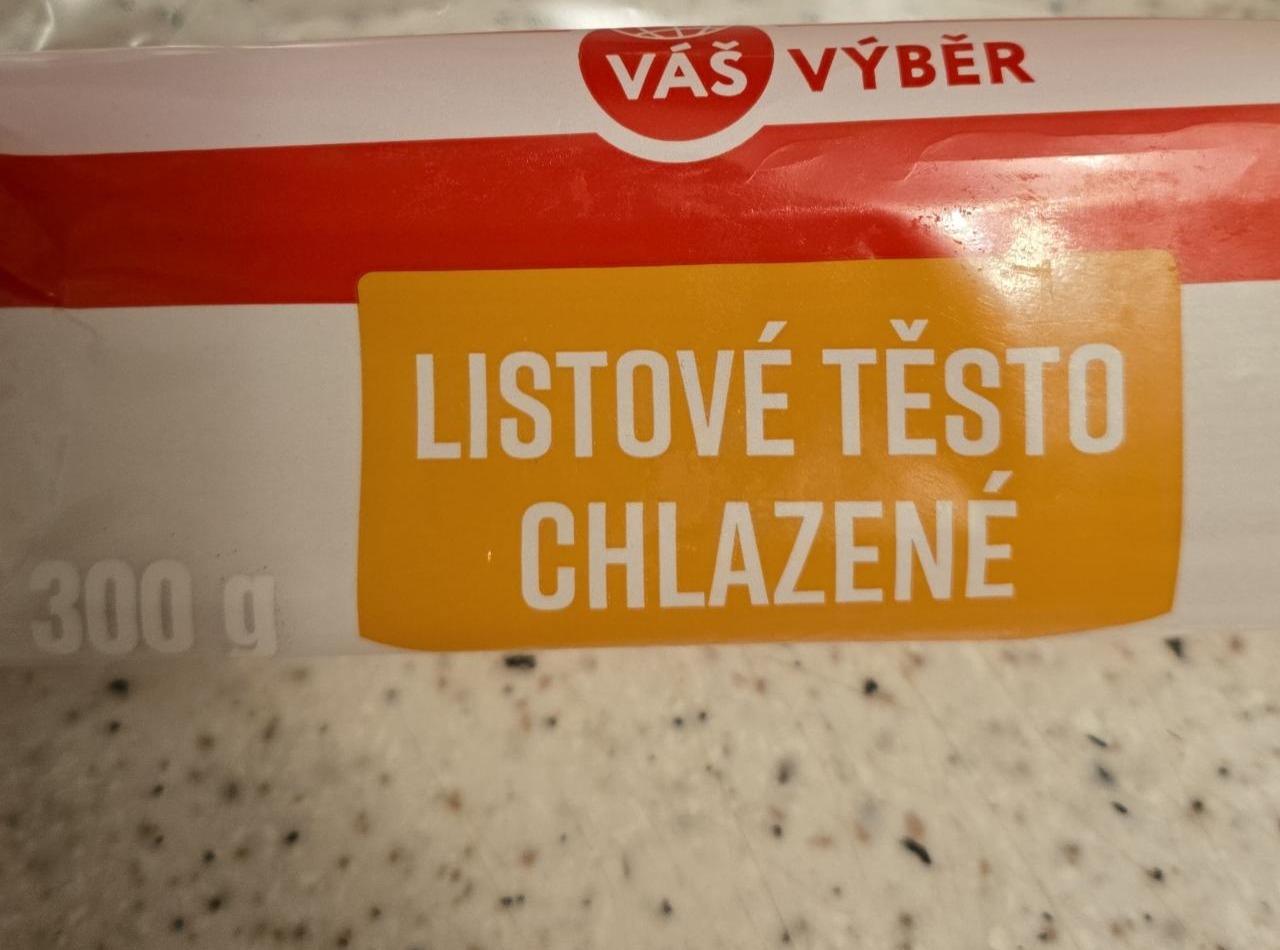 VÁŠ VÝBĚR
LISTOVÉ TĚSTO
CHLAZENÉ
300 g